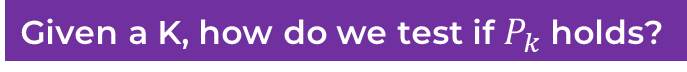 Given a K, how do we test if $P_k$ holds?